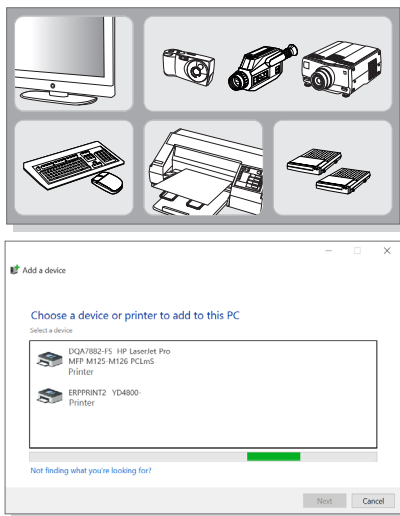 Add a device
Choose a device or printer to add to this PC
Select a device
DQA7882-F5 HP LaserJet Pro
MFP M125-M126 PCLmS
Printer
ERPPRINT2 YD4800-
Printer
Not finding what you're looking for?
Next Cancel